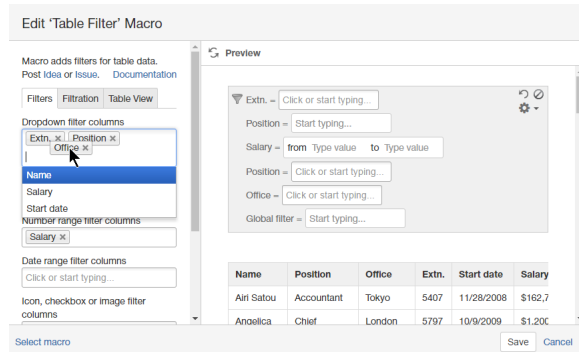 Edit ‘Table Filter’ Macro
Macro adds filters for table data.
Post Idea or Issue. Documentation
Filters Filtration Table View
Dropdown filter columns
Extn. × Position ×
Office ×
Name
Salary
Start date
Number range filter columns
Salary ×
Date range filter columns
Click or start typing...
Icon, checkbox or image filter
columns
Select macro
Preview
Extn. = Click or start typing...
Position = Start typing...
Salary = from Type value to Type value
Position = Click or start typing...
Office = Click or start typing...
Global filter = Start typing...
Name Position Office Extn. Start date Salary
Airi Satou Accountant Tokyo 5407 11/28/2008 $162,7
Angelica Chief London 5797 10/9/2009 $1,200
Save Cancel